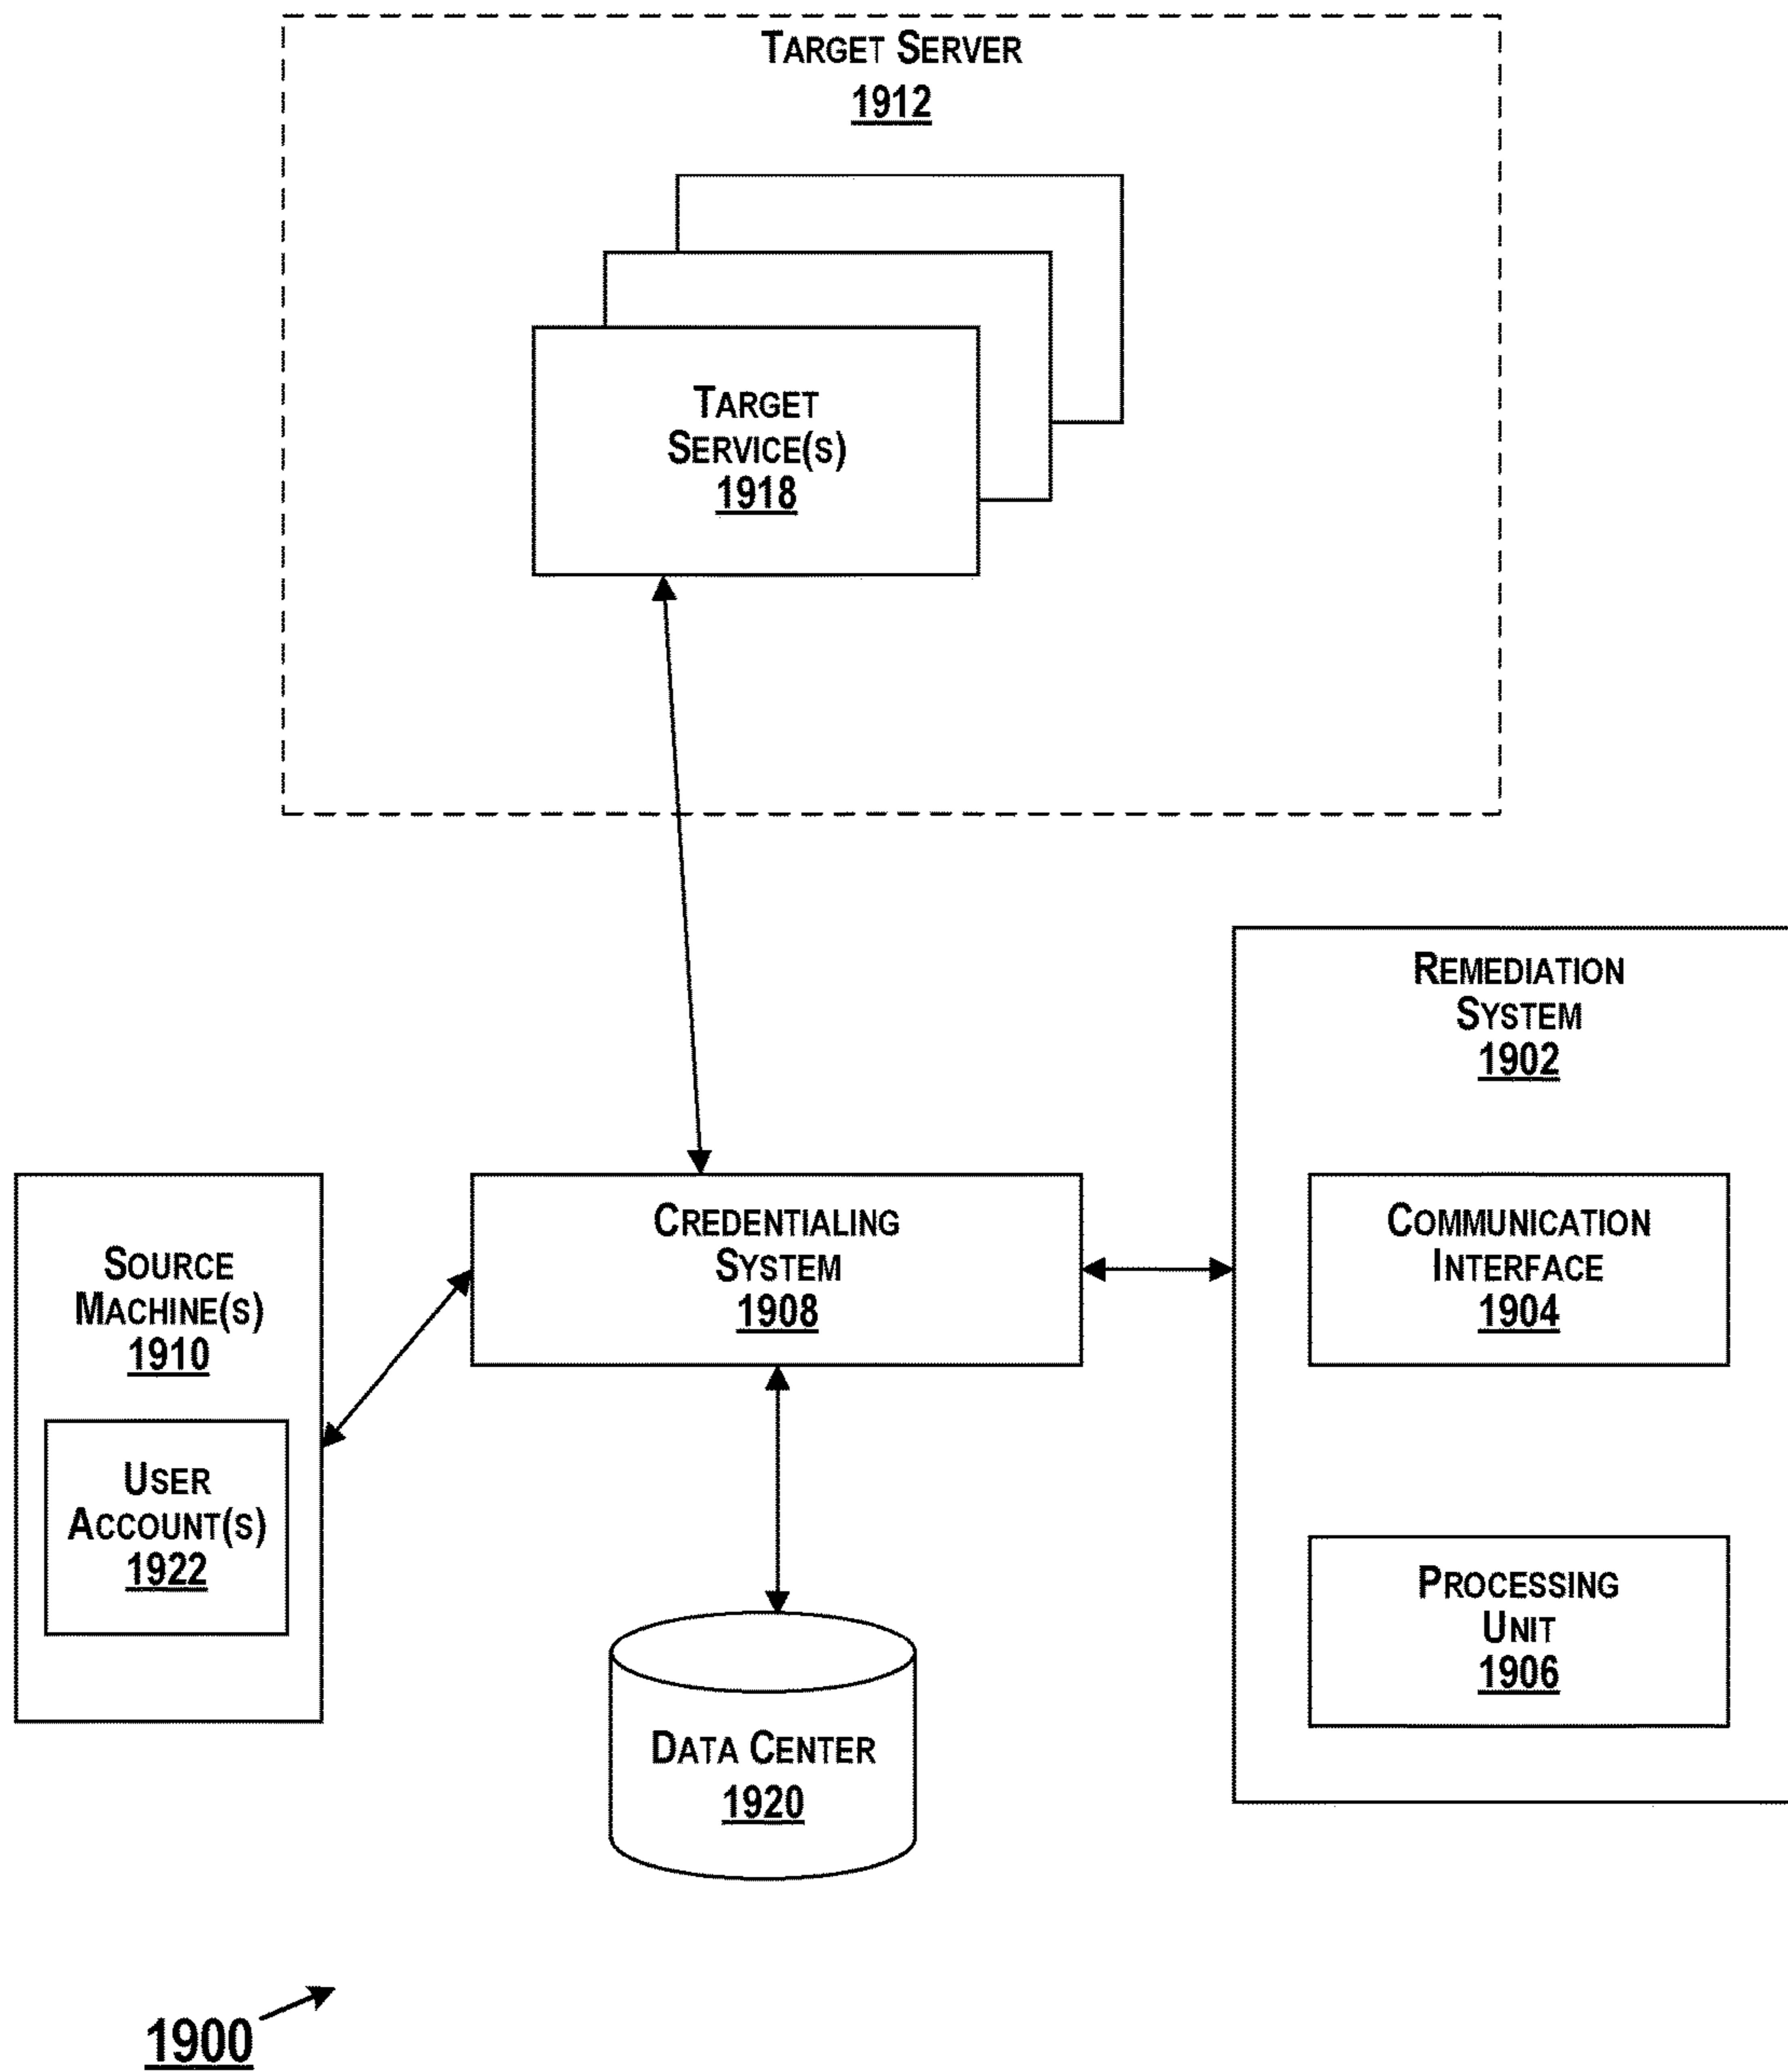 TARGET SERVER
1912
TARGET
SERVICE(S)
1918
REMEDIATION
SYSTEM
1902
SOURCE
MACHINE(S)
1910
USER
ACCOUNT(S)
1922
CREDENTIALING
SYSTEM
1908
COMMUNICATION
INTERFACE
1904
PROCESSING
UNIT
1906
DATA CENTER
1920
1900